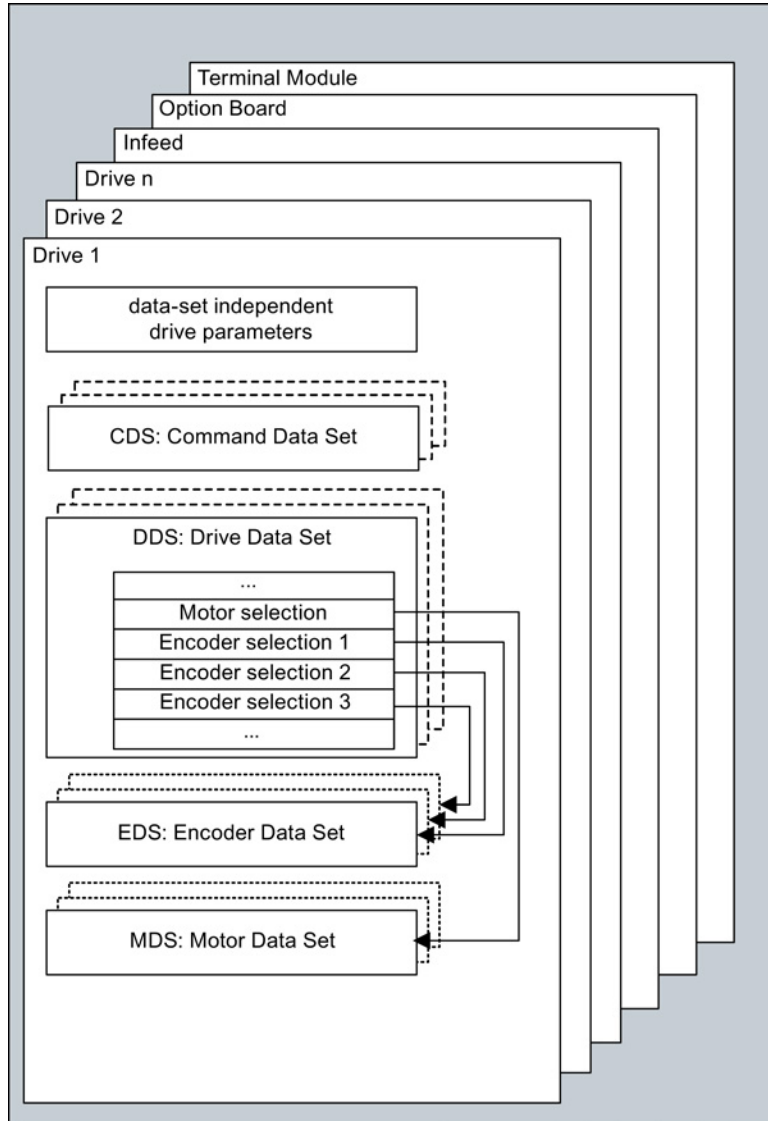 Terminal Module
Option Board
Infeed
Drive n
Drive 2
Drive 1
data-set independent
drive parameters
CDS: Command Data Set
DDS: Drive Data Set
...
Motor selection
Encoder selection 1
Encoder selection 2
Encoder selection 3
...
EDS: Encoder Data Set
MDS: Motor Data Set